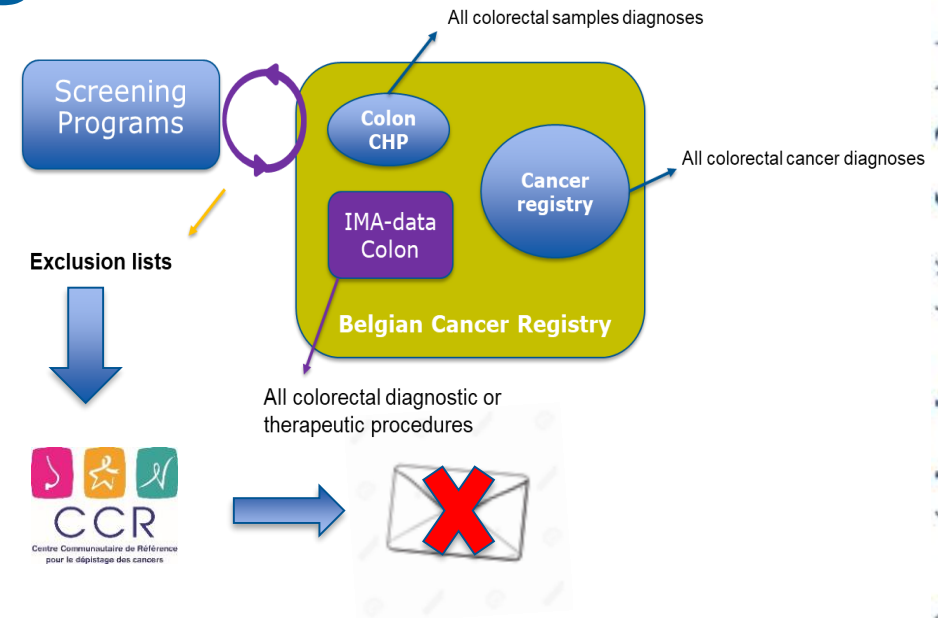 All colorectal samples diagnoses
Screening
Programs
Colon
CHP
Cancer
registry
All colorectal cancer diagnoses
IMA-data
Colon
Exclusion lists
Belgian Cancer Registry
All colorectal diagnostic or
therapeutic procedures
CCR
Centre Communautaire de Référence
pour le dépistage des cancers